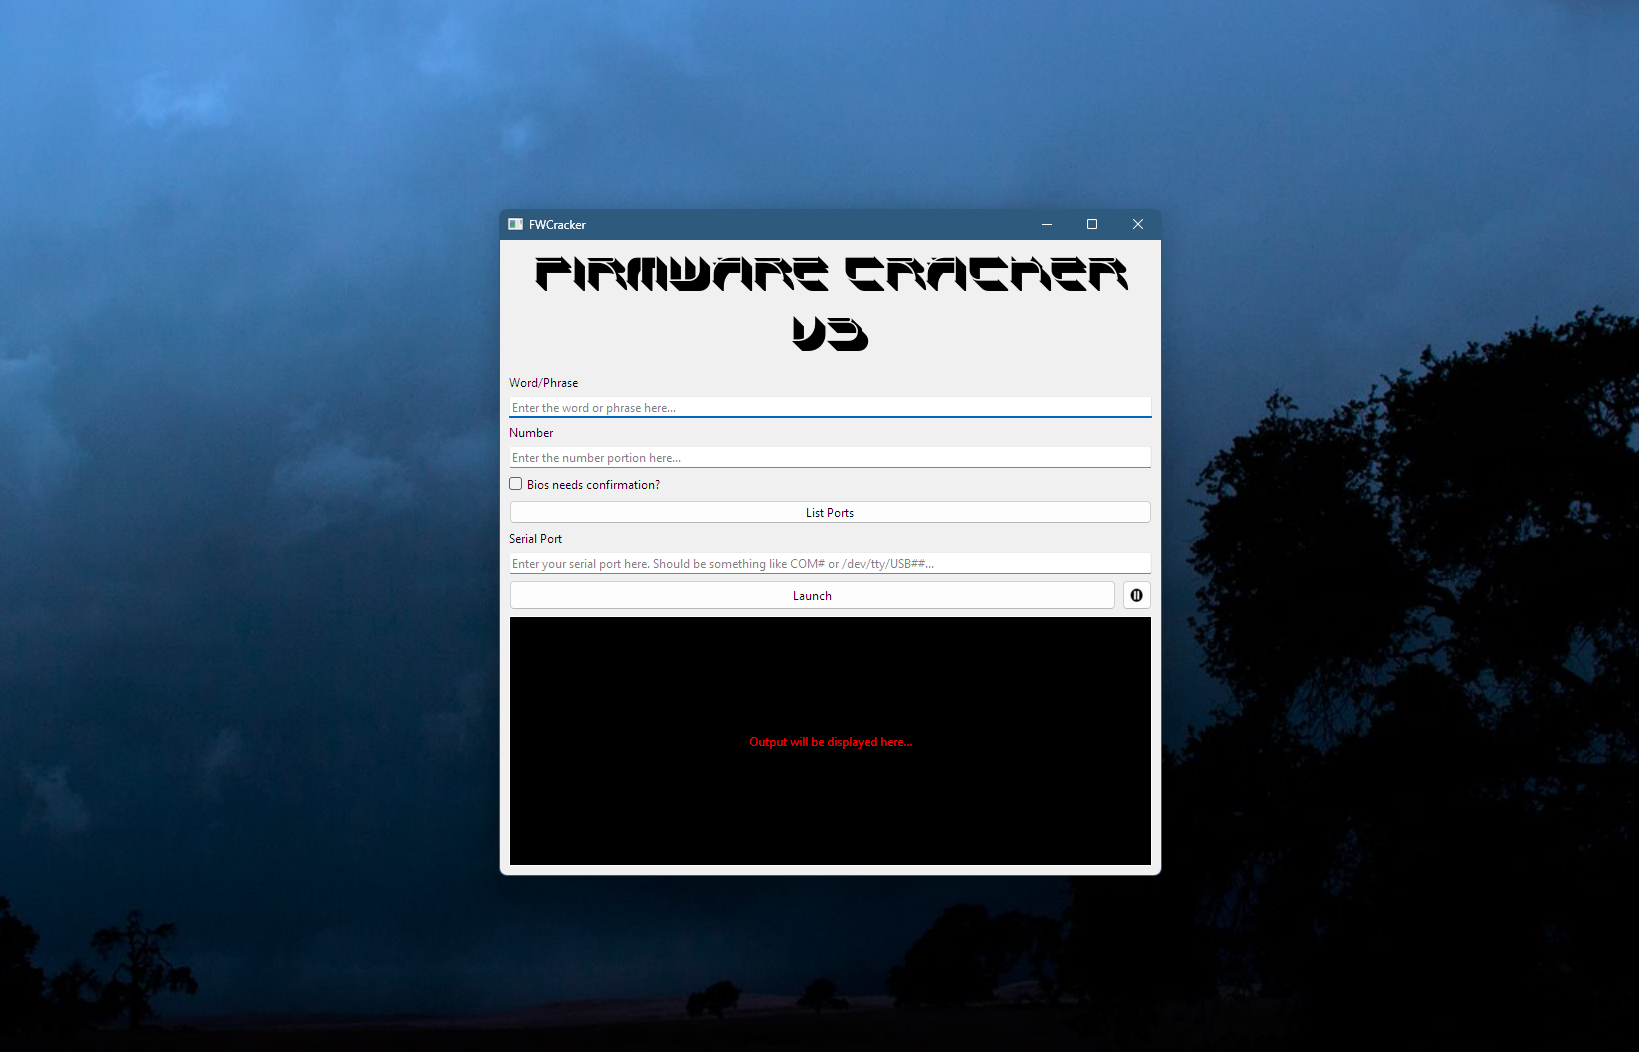 FWCracker
FIRMWARE CRACKER
V3
Word/Phrase
Enter the word or phrase here...
Number
Enter the number portion here...
Bios needs confirmation?
List Ports
Serial Port
Enter your serial port here. Should be something like COM# or /dev/tty/USB##...
Launch
Output will be displayed here...